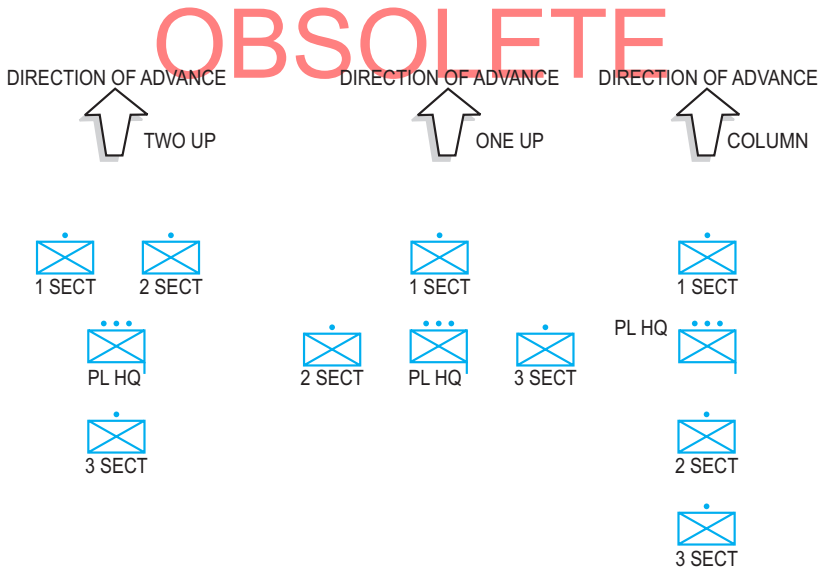 OBSOLETE
DIRECTION OF ADVANCE
TWO UP
1 SECT 2 SECT
PL HQ
3 SECT
DIRECTION OF ADVANCE
ONE UP
1 SECT
2 SECT PL HQ 3 SECT
DIRECTION OF ADVANCE
COLUMN
1 SECT
PL HQ
2 SECT
3 SECT